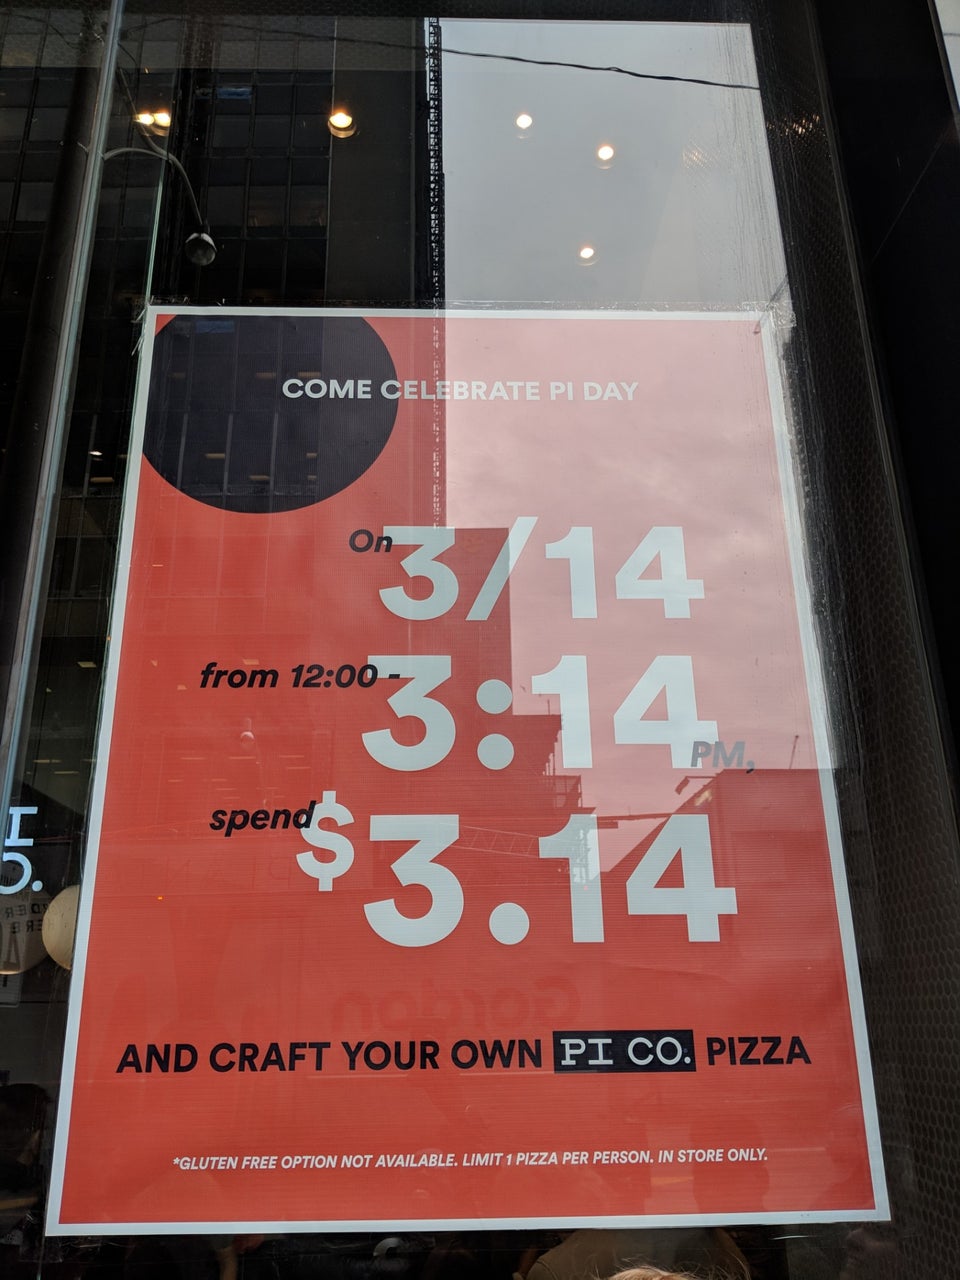 COME CELEBRATE PI DAY
On 3/14
from 12:00 - 3:14 PM,
spend $3.14
AND CRAFT YOUR OWN PI CO. PIZZA
*GLUTEN FREE OPTION NOT AVAILABLE. LIMIT 1 PIZZA PER PERSON. IN STORE ONLY.
Gordon